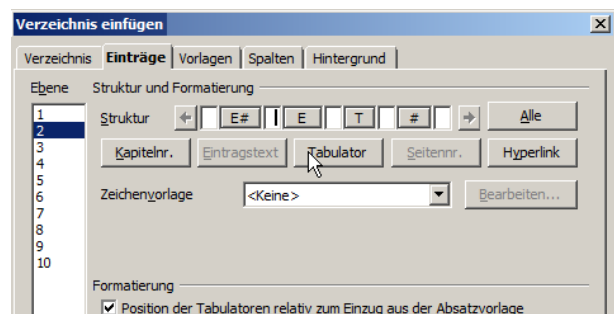 Verzeichnis einfügen
Verzeichnis Einträge Vorlagen Spalten Hintergrund
Ebene Struktur und Formatierung
1
2
3
4
5
6
7
8
9
10
Struktur E# E T # Alle
Kapitelnr. Eintragstext Tabulator Seitennr. Hyperlink
Zeichenvorlage <Keine> Bearbeiten...
Formatierung
Position der Tabulatoren relativ zum Einzug aus der Absatzvorlage